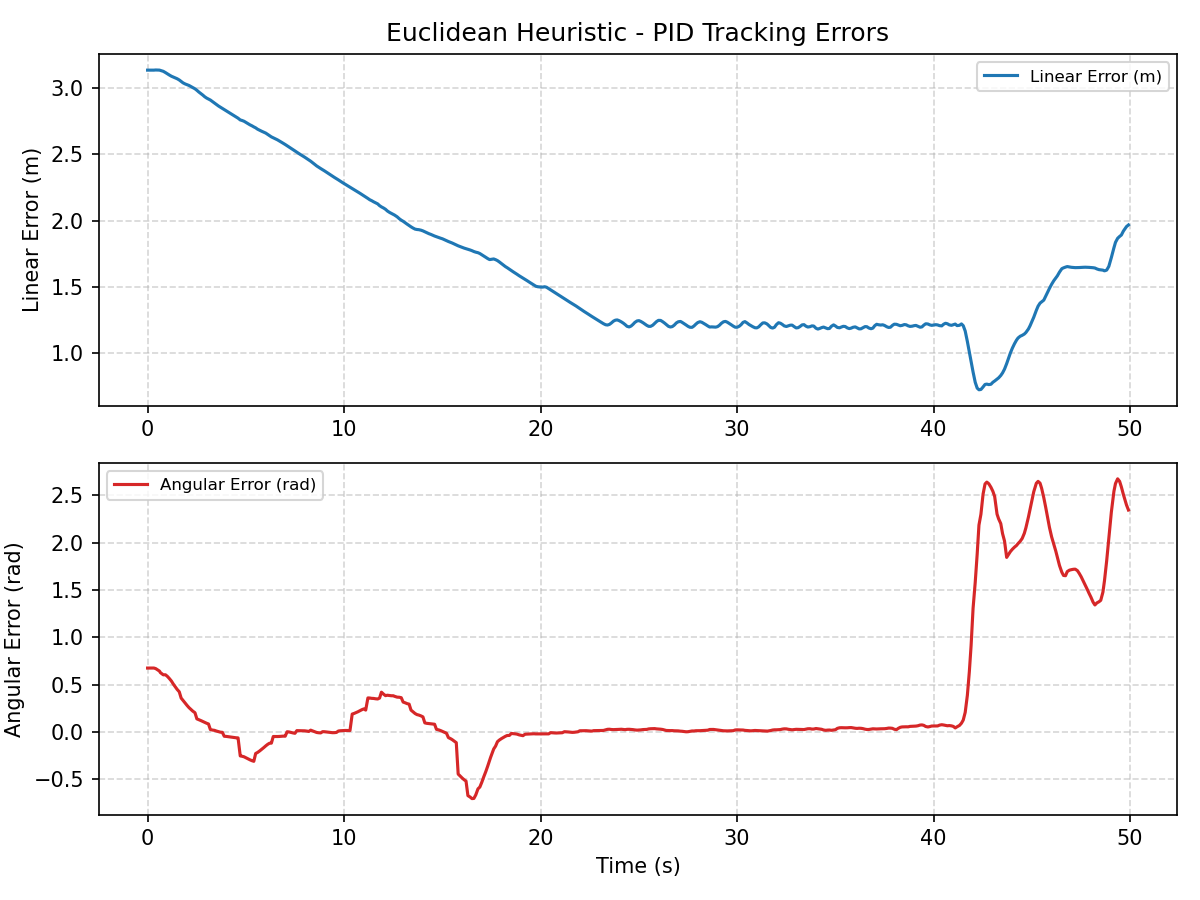 Euclidean Heuristic - PID Tracking Errors
Linear Error (m)
Linear Error (m)
3.0
2.5
2.0
1.5
1.0
0 10 20 30 40 50
Angular Error (rad)
Angular Error (rad)
2.5
2.0
1.5
1.0
0.5
0.0
−0.5
0 10 20 30 40 50
Time (s)